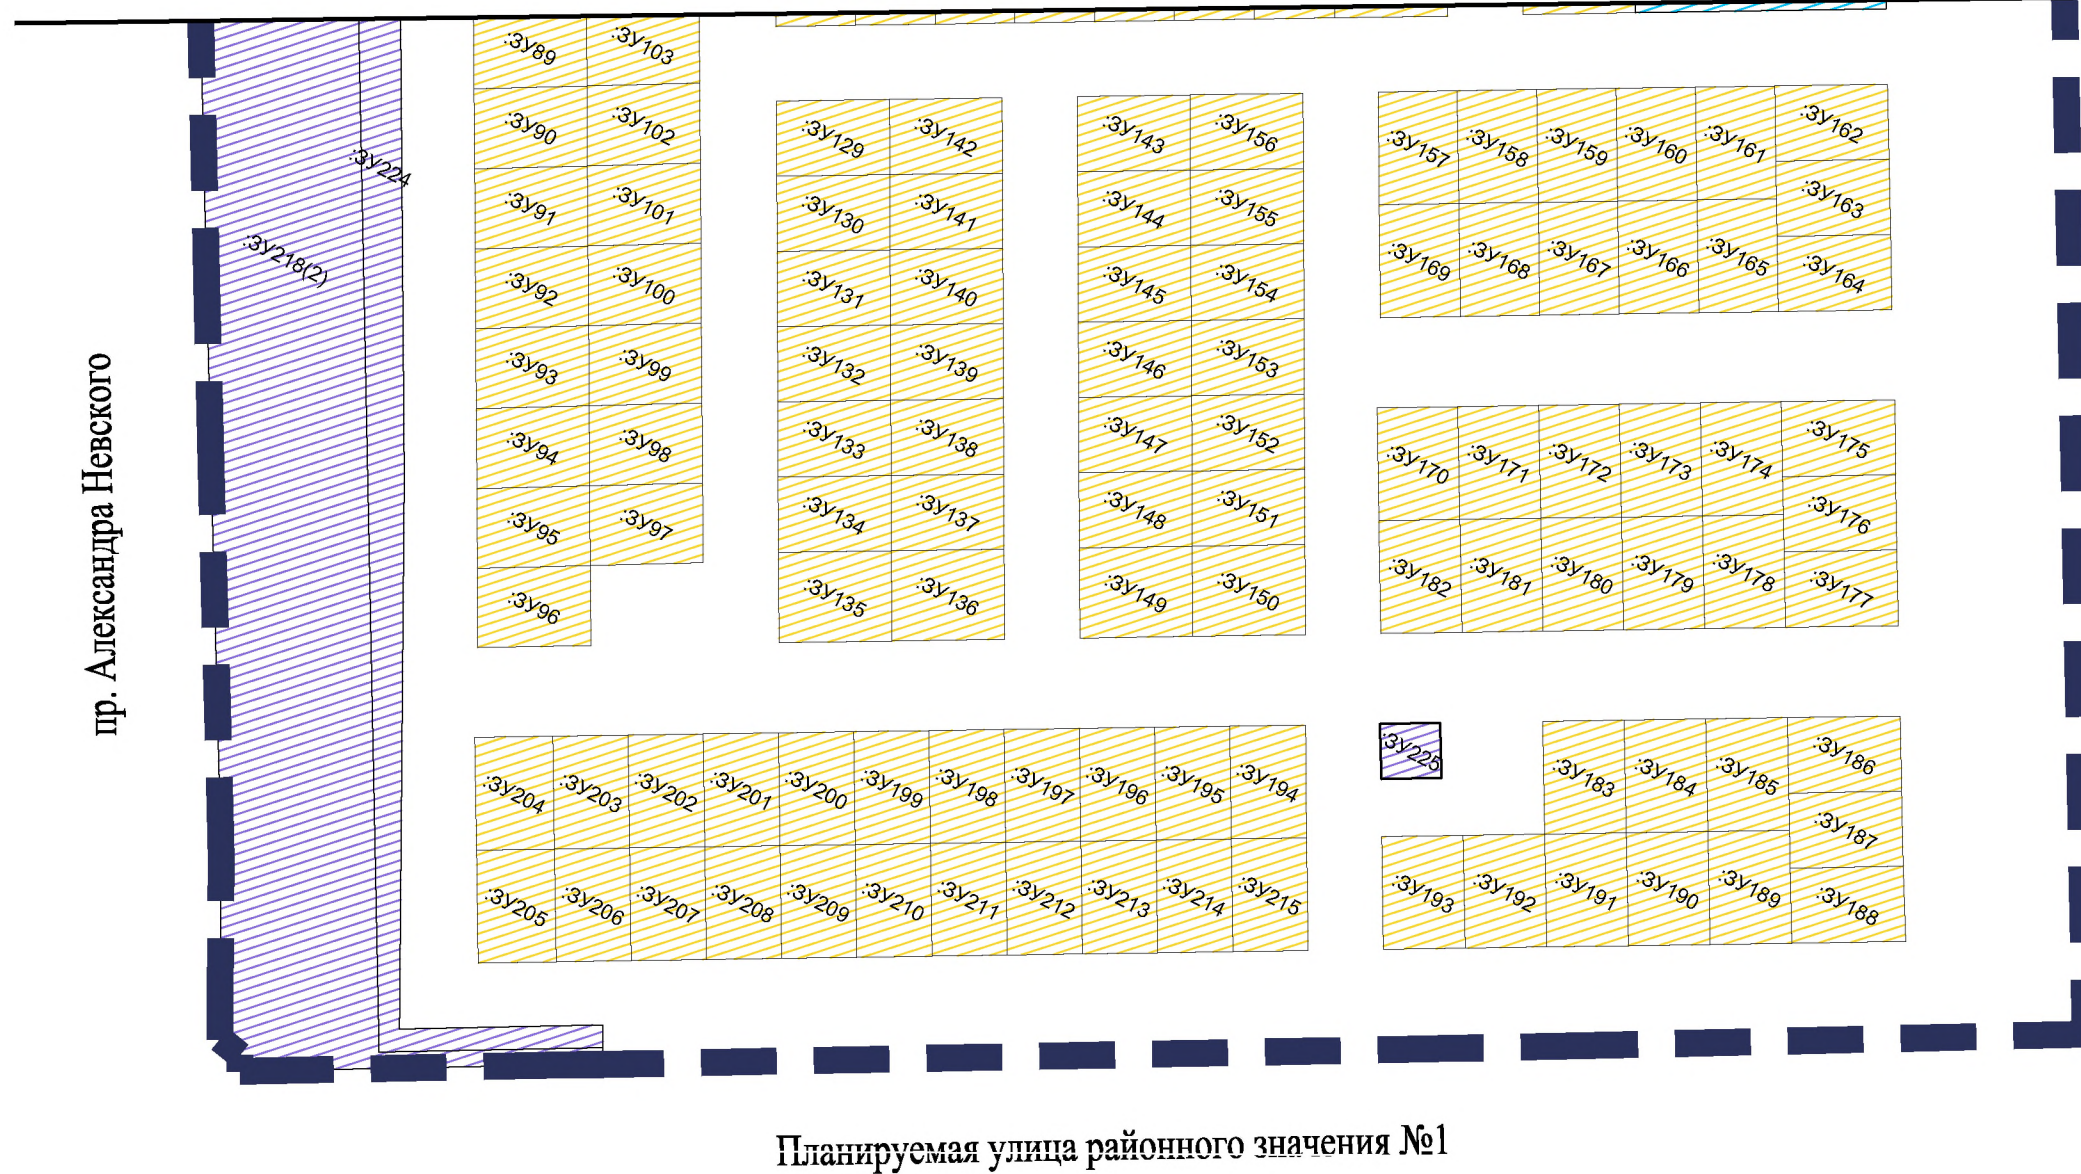 :ЗУ89
:ЗУ103
:ЗУ90
:ЗУ102
:ЗУ91
:ЗУ101
:ЗУ92
:ЗУ100
:ЗУ93
:ЗУ99
:ЗУ94
:ЗУ98
:ЗУ95
:ЗУ97
:ЗУ96
:ЗУ224
:ЗУ218(2)
пр. Александра Невского
:ЗУ129
:ЗУ142
:ЗУ130
:ЗУ141
:ЗУ131
:ЗУ140
:ЗУ132
:ЗУ139
:ЗУ133
:ЗУ138
:ЗУ134
:ЗУ137
:ЗУ135
:ЗУ136
:ЗУ143
:ЗУ156
:ЗУ144
:ЗУ155
:ЗУ145
:ЗУ154
:ЗУ146
:ЗУ153
:ЗУ147
:ЗУ152
:ЗУ148
:ЗУ151
:ЗУ149
:ЗУ150
:ЗУ157
:ЗУ158
:ЗУ159
:ЗУ160
:ЗУ161
:ЗУ162
:ЗУ163
:ЗУ169
:ЗУ168
:ЗУ167
:ЗУ166
:ЗУ165
:ЗУ164
:ЗУ170
:ЗУ171
:ЗУ172
:ЗУ173
:ЗУ174
:ЗУ175
:ЗУ176
:ЗУ182
:ЗУ181
:ЗУ180
:ЗУ179
:ЗУ178
:ЗУ177
:ЗУ204
:ЗУ203
:ЗУ202
:ЗУ201
:ЗУ200
:ЗУ199
:ЗУ198
:ЗУ197
:ЗУ196
:ЗУ195
:ЗУ194
:ЗУ205
:ЗУ206
:ЗУ207
:ЗУ208
:ЗУ209
:ЗУ210
:ЗУ211
:ЗУ212
:ЗУ213
:ЗУ214
:ЗУ215
:ЗУ225
:ЗУ183
:ЗУ184
:ЗУ185
:ЗУ186
:ЗУ187
:ЗУ193
:ЗУ192
:ЗУ191
:ЗУ190
:ЗУ189
:ЗУ188
Планируемая улица районного значения №1